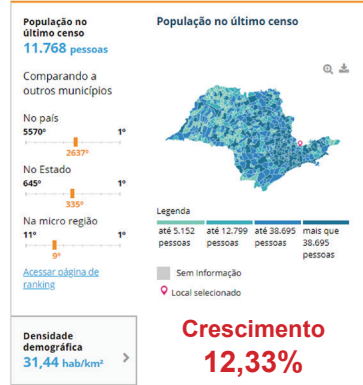 População no
último censo
11.768 pessoas
Comparando a
outros municípios
No país
5570º 1º
2637º
No Estado
645º 1º
335º
Na micro região
11º 1º
9º
Acessar página de
ranking
População no último censo
Legenda
até 5.152 pessoas
até 12.799 pessoas
até 38.695 pessoas
mais que 38.695 pessoas
Sem Informação
Local selecionado
Densidade
demográfica
31,44 hab/km²
Crescimento
12,33%